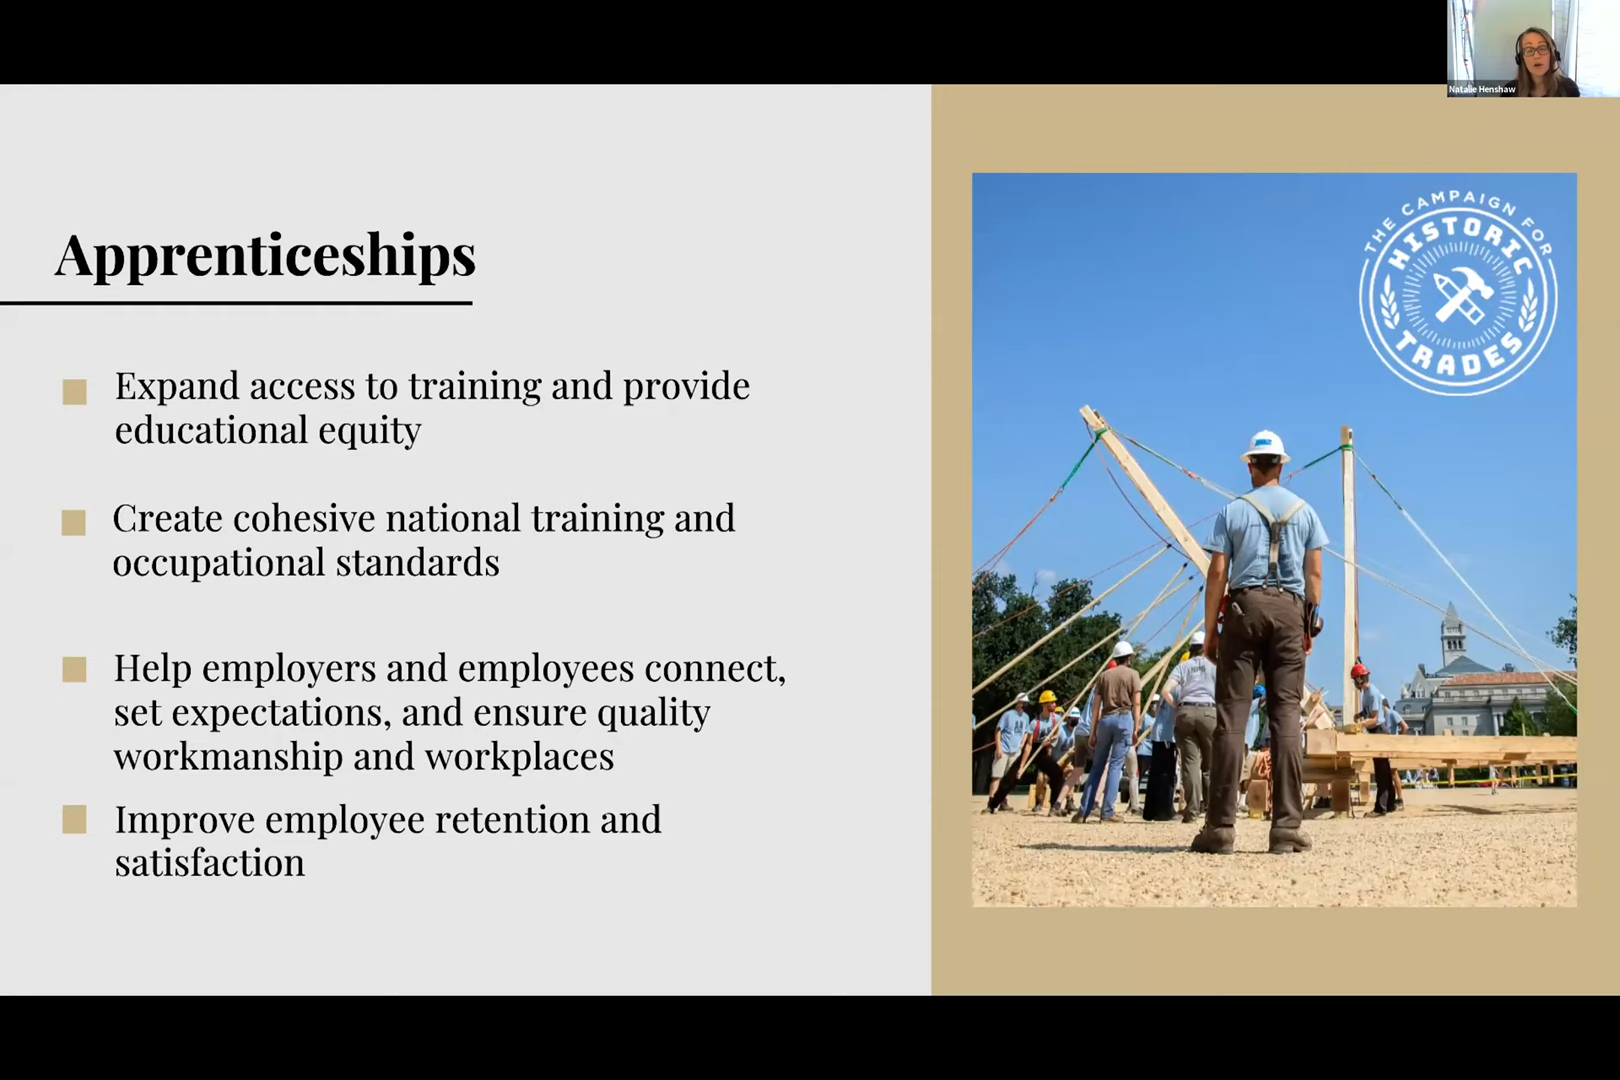 Natalie Henshaw
Apprenticeships
Expand access to training and provide
educational equity
Create cohesive national training and
occupational standards
Help employers and employees connect,
set expectations, and ensure quality
workmanship and workplaces
Improve employee retention and
satisfaction
THE CAMPAIGN FOR
HISTORIC
TRADES